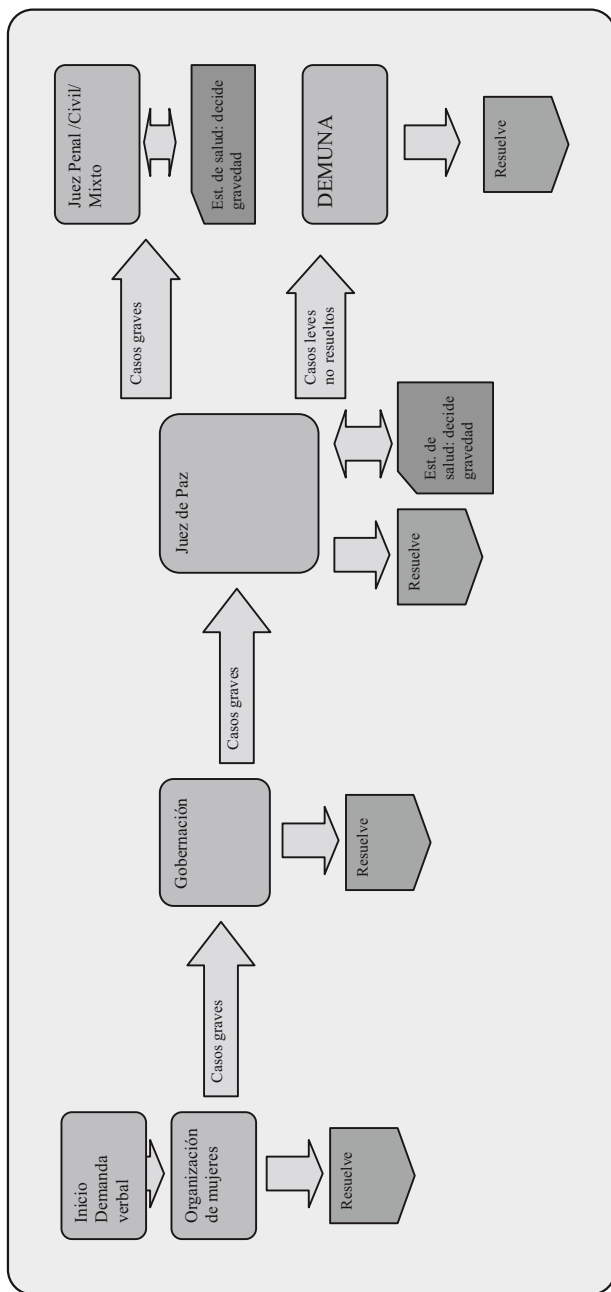 Inicio
Demanda
verbal
Organización
de mujeres
Resuelve
Casos graves
Gobernación
Resuelve
Casos graves
Juez de Paz
Resuelve
Est. de
salud: decide
gravedad
Casos graves
Juez Penal /Civil/
Mixto
Est. de salud: decide
gravedad
Casos leves
no resueltos
DEMUNA
Resuelve